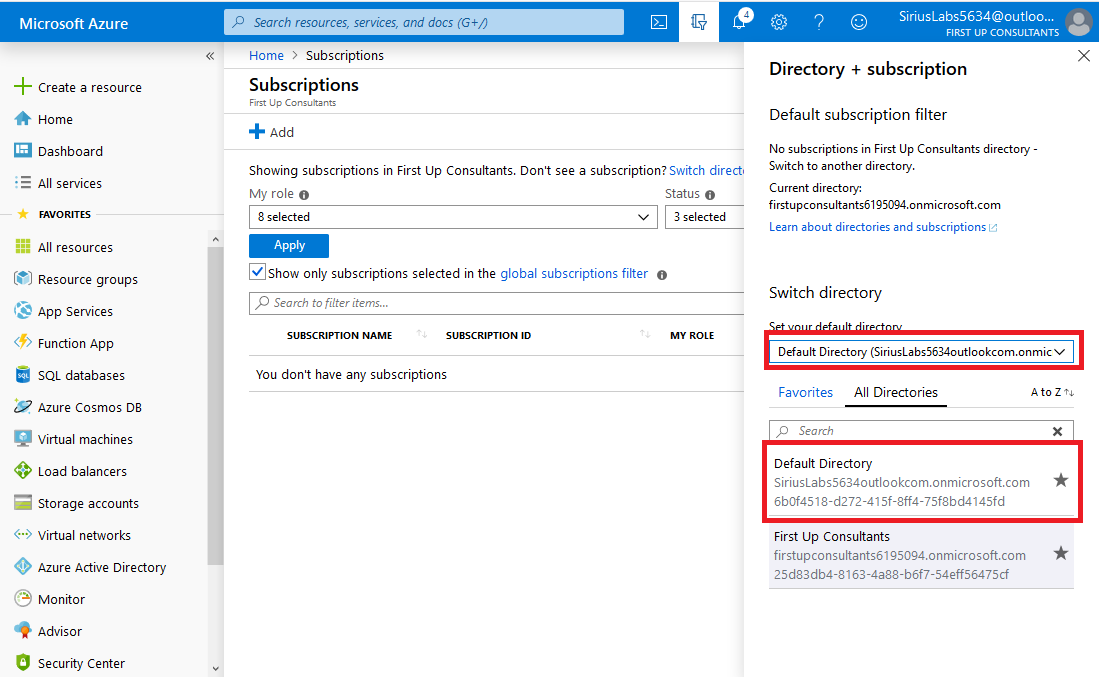 Microsoft Azure
Search resources, services, and docs (G+/)
4
SiriusLabs5634@outloo...
FIRST UP CONSULTANTS
Create a resource
Home
Dashboard
All services
FAVORITES
All resources
Resource groups
App Services
Function App
SQL databases
Azure Cosmos DB
Virtual machines
Load balancers
Storage accounts
Virtual networks
Azure Active Directory
Monitor
Advisor
Security Center
Home > Subscriptions
Subscriptions
First Up Consultants
Add
Showing subscriptions in First Up Consultants. Don't see a subscription? Switch direct
My role
Status
8 selected
3 selected
Apply
Show only subscriptions selected in the global subscriptions filter
Search to filter items...
SUBSCRIPTION NAME
SUBSCRIPTION ID
MY ROLE
You don't have any subscriptions
Directory + subscription
Default subscription filter
No subscriptions in First Up Consultants directory -
Switch to another directory.
Current directory:
firstupconsultants6195094.onmicrosoft.com
Learn about directories and subscriptions
Switch directory
Set your default directory
Default Directory (SiriusLabs5634outlookcom.onmic
Favorites
All Directories
A to Z
Search
Default Directory
SiriusLabs5634outlookcom.onmicrosoft.com
6b0f4518-d272-415f-8ff4-75f8bd4145fd
First Up Consultants
firstupconsultants6195094.onmicrosoft.com
25d83db4-8163-4a88-b6f7-54eff56475cf